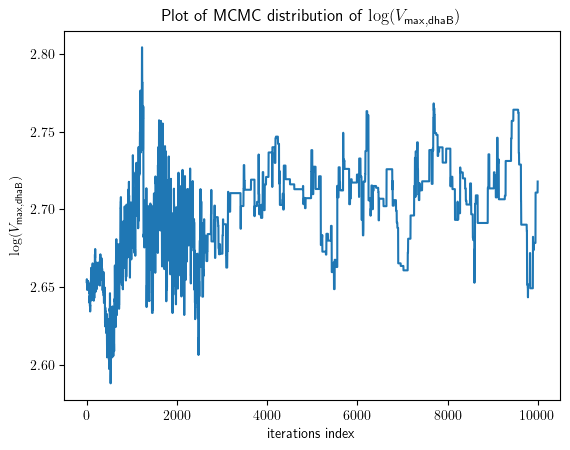 Plot of MCMC distribution of log(V_max,dhaB)
log(V_max,dhaB)
2.80
2.75
2.70
2.65
2.60
0 2000 4000 6000 8000 10000
iterations index